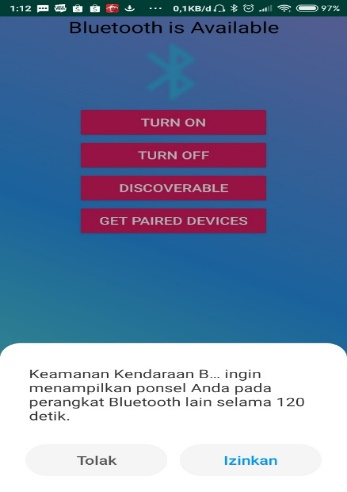 1:12 ... 0,1KB/d 97%
Bluetooth is Available
TURN ON
TURN OFF
DISCOVERABLE
GET PAIRED DEVICES
Keamanan Kendaraan B... ingin
menampilkan ponsel Anda pada
perangkat Bluetooth lain selama 120
detik.
Tolak Izinkan